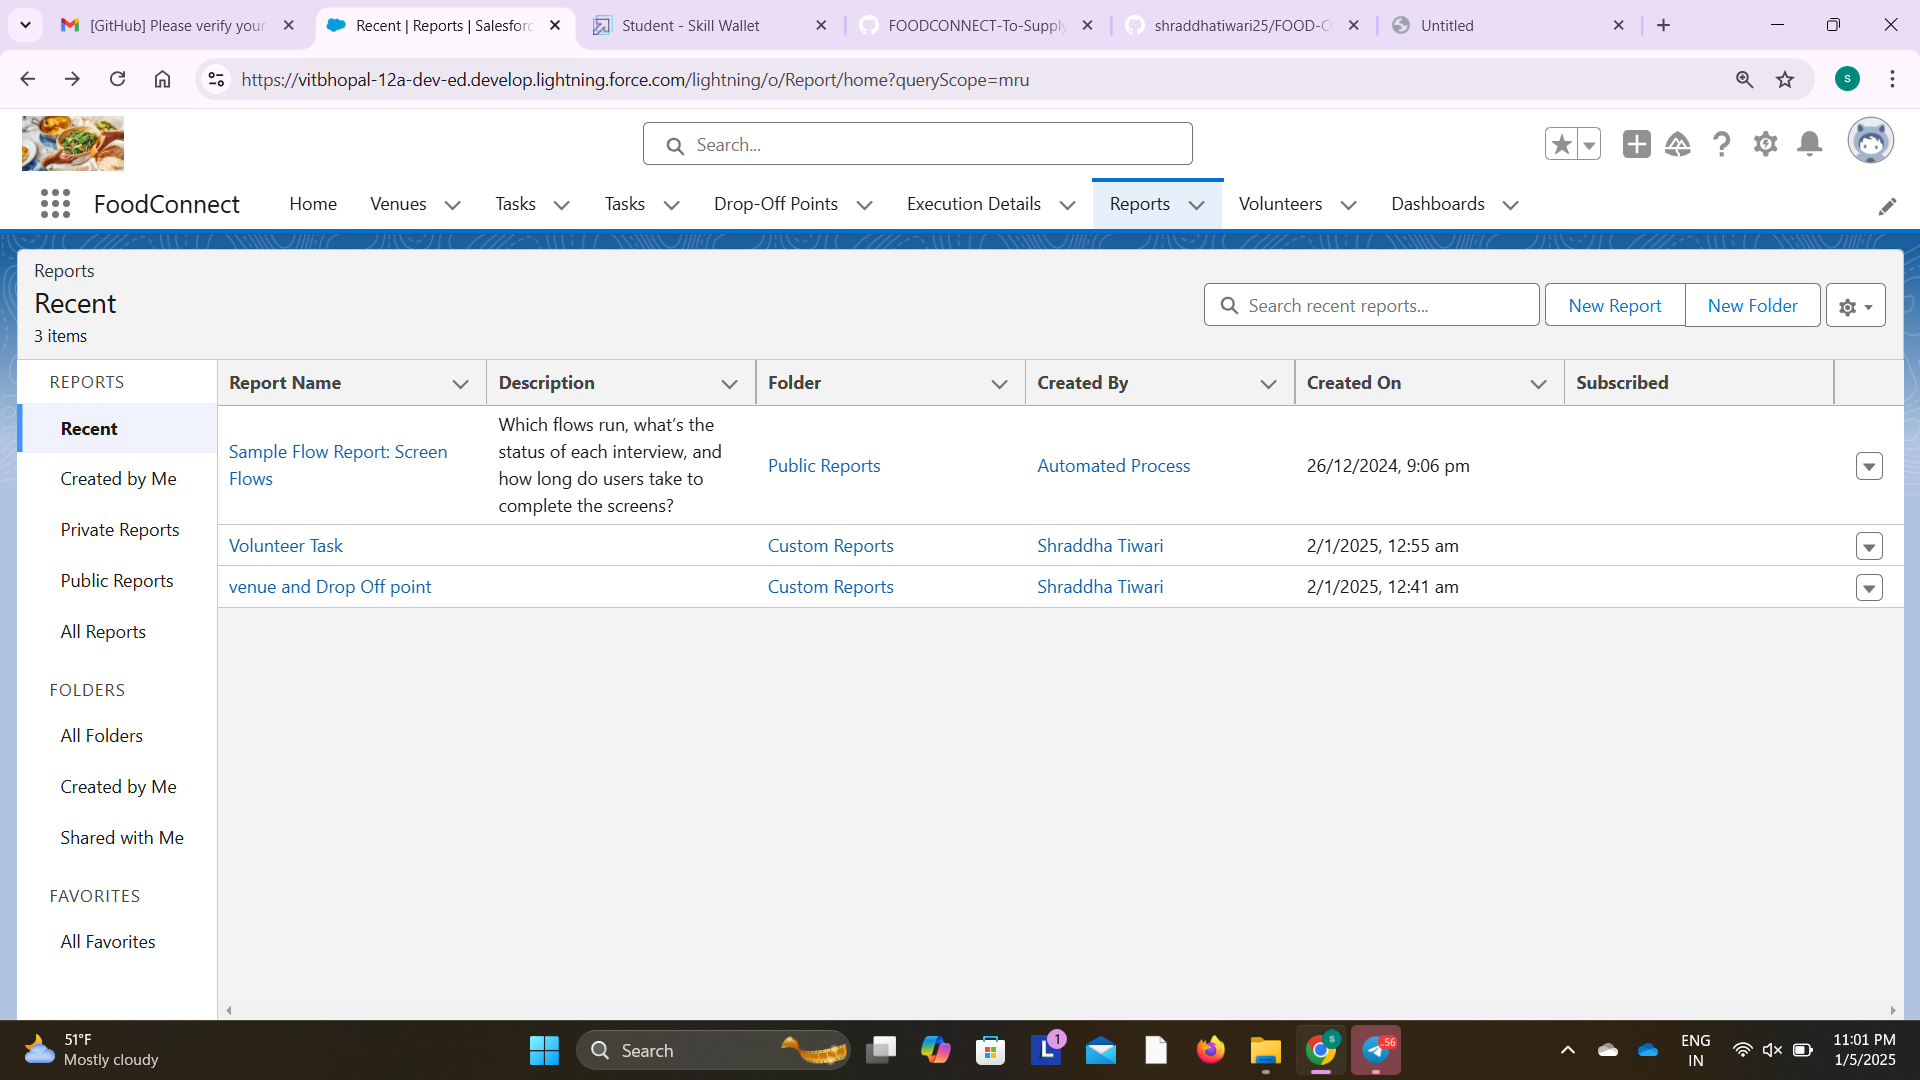 [GitHub] Please verify your
Recent | Reports | Salesforc
Student - Skill Wallet
FOODCONNECT-To-Supply
shraddhatiwari25/FOOD-C
Untitled
https://vitbhopal-12a-dev-ed.develop.lightning.force.com/lightning/o/Report/home?queryScope=mru
S
Search...
FoodConnect
Home
Venues
Tasks
Tasks
Drop-Off Points
Execution Details
Reports
Volunteers
Dashboards
Reports
Recent
3 items
Search recent reports...
New Report
New Folder
REPORTS
Recent
Created by Me
Private Reports
Public Reports
All Reports
FOLDERS
All Folders
Created by Me
Shared with Me
FAVORITES
All Favorites
Report Name
Description
Folder
Created By
Created On
Subscribed
Sample Flow Report: Screen
Flows
Which flows run, what’s the
status of each interview, and
how long do users take to
complete the screens?
Public Reports
Automated Process
26/12/2024, 9:06 pm
Volunteer Task
Custom Reports
Shraddha Tiwari
2/1/2025, 12:55 am
venue and Drop Off point
Custom Reports
Shraddha Tiwari
2/1/2025, 12:41 am
51°F
Mostly cloudy
Search
L
1
S
..56
ENG
IN
11:01 PM
1/5/2025